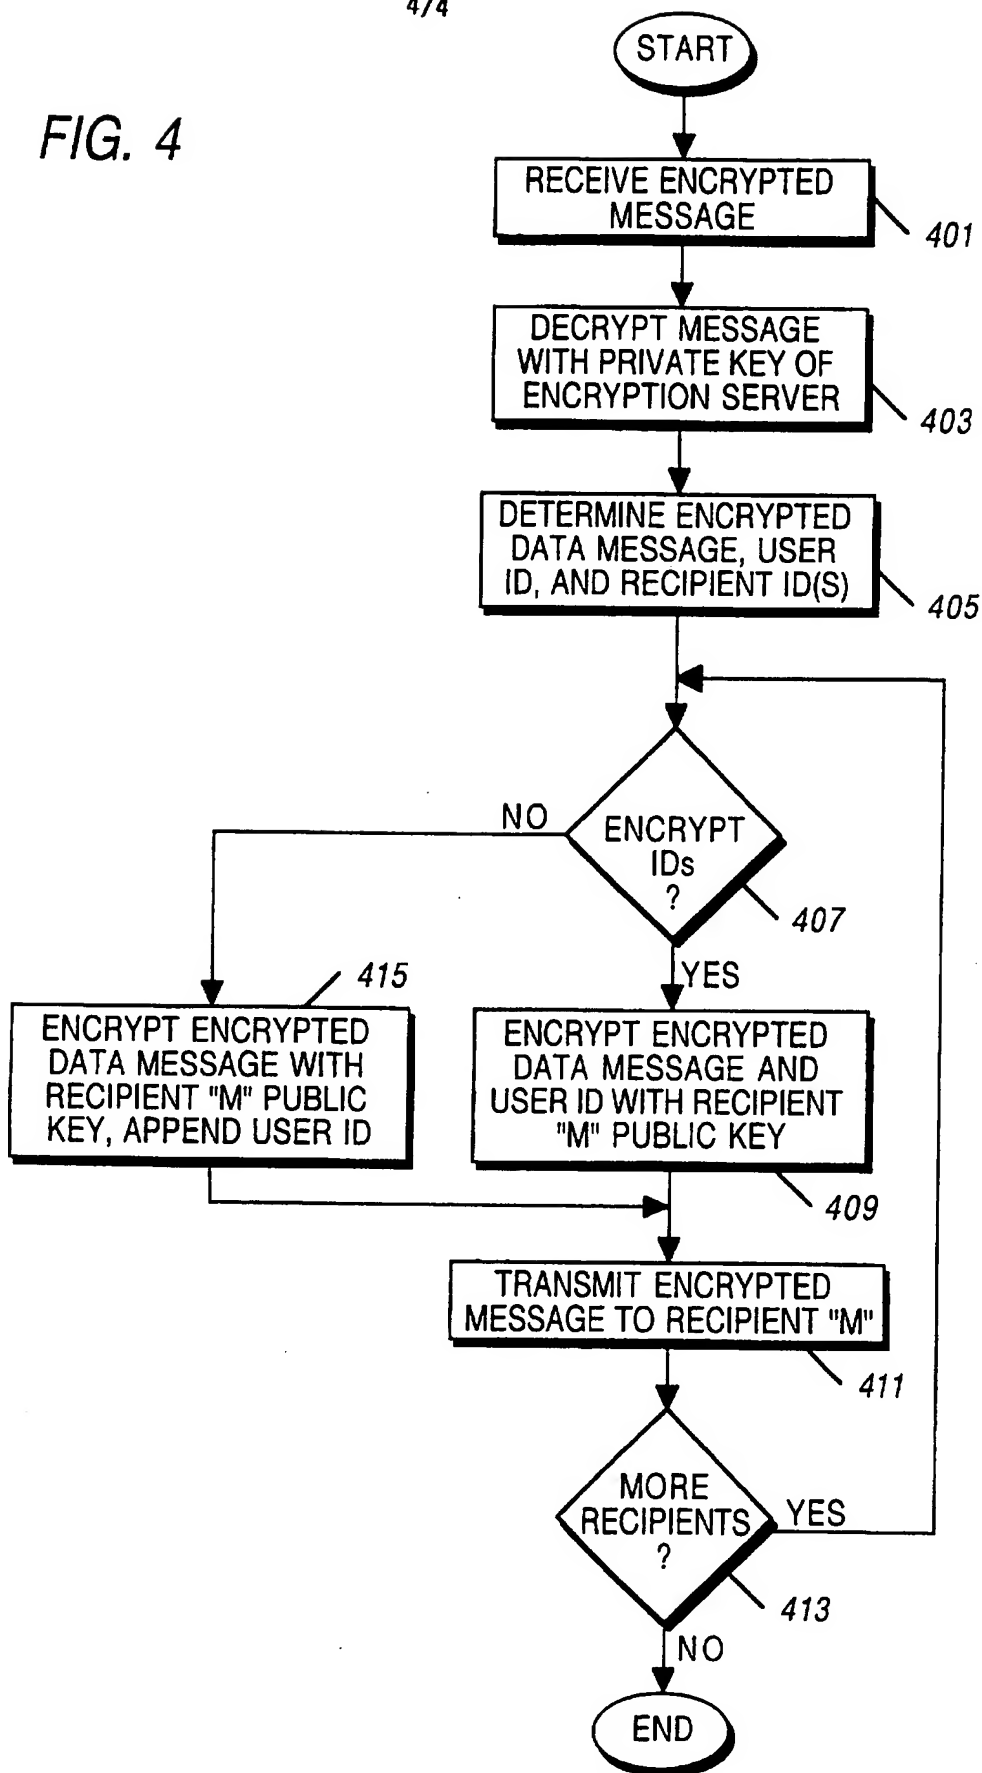 4/4
FIG. 4
START
RECEIVE ENCRYPTED
MESSAGE
401
DECRYPT MESSAGE
WITH PRIVATE KEY OF
ENCRYPTION SERVER
403
DETERMINE ENCRYPTED
DATA MESSAGE, USER
ID, AND RECIPIENT ID(S)
405
ENCRYPT
IDs
?
407
NO
YES
415
ENCRYPT ENCRYPTED
DATA MESSAGE WITH
RECIPIENT "M" PUBLIC
KEY, APPEND USER ID
ENCRYPT ENCRYPTED
DATA MESSAGE AND
USER ID WITH RECIPIENT
"M" PUBLIC KEY
409
TRANSMIT ENCRYPTED
MESSAGE TO RECIPIENT "M"
411
MORE
RECIPIENTS
?
YES
413
NO
END